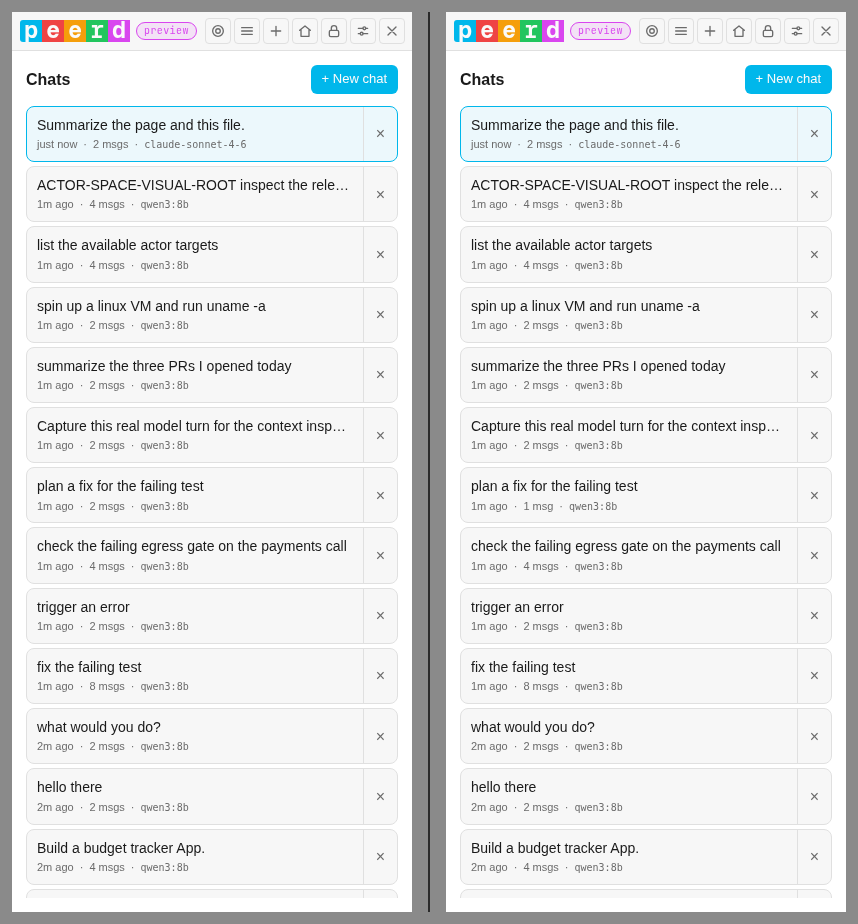 peerd preview
Chats
+ New chat
Summarize the page and this file.
just now · 2 msgs · claude-sonnet-4-6
×
ACTOR-SPACE-VISUAL-ROOT inspect the rele…
1m ago · 4 msgs · qwen3:8b
×
list the available actor targets
1m ago · 4 msgs · qwen3:8b
×
spin up a linux VM and run uname -a
1m ago · 2 msgs · qwen3:8b
×
summarize the three PRs I opened today
1m ago · 2 msgs · qwen3:8b
×
Capture this real model turn for the context insp…
1m ago · 2 msgs · qwen3:8b
×
plan a fix for the failing test
1m ago · 2 msgs · qwen3:8b
×
check the failing egress gate on the payments call
1m ago · 4 msgs · qwen3:8b
×
trigger an error
1m ago · 2 msgs · qwen3:8b
×
fix the failing test
1m ago · 8 msgs · qwen3:8b
×
what would you do?
2m ago · 2 msgs · qwen3:8b
×
hello there
2m ago · 2 msgs · qwen3:8b
×
Build a budget tracker App.
2m ago · 4 msgs · qwen3:8b
×
peerd preview
Chats
+ New chat
Summarize the page and this file.
just now · 2 msgs · claude-sonnet-4-6
×
ACTOR-SPACE-VISUAL-ROOT inspect the rele…
1m ago · 4 msgs · qwen3:8b
×
list the available actor targets
1m ago · 4 msgs · qwen3:8b
×
spin up a linux VM and run uname -a
1m ago · 2 msgs · qwen3:8b
×
summarize the three PRs I opened today
1m ago · 2 msgs · qwen3:8b
×
Capture this real model turn for the context insp…
1m ago · 2 msgs · qwen3:8b
×
plan a fix for the failing test
1m ago · 1 msg · qwen3:8b
×
check the failing egress gate on the payments call
1m ago · 4 msgs · qwen3:8b
×
trigger an error
1m ago · 2 msgs · qwen3:8b
×
fix the failing test
1m ago · 8 msgs · qwen3:8b
×
what would you do?
2m ago · 2 msgs · qwen3:8b
×
hello there
2m ago · 2 msgs · qwen3:8b
×
Build a budget tracker App.
2m ago · 4 msgs · qwen3:8b
×